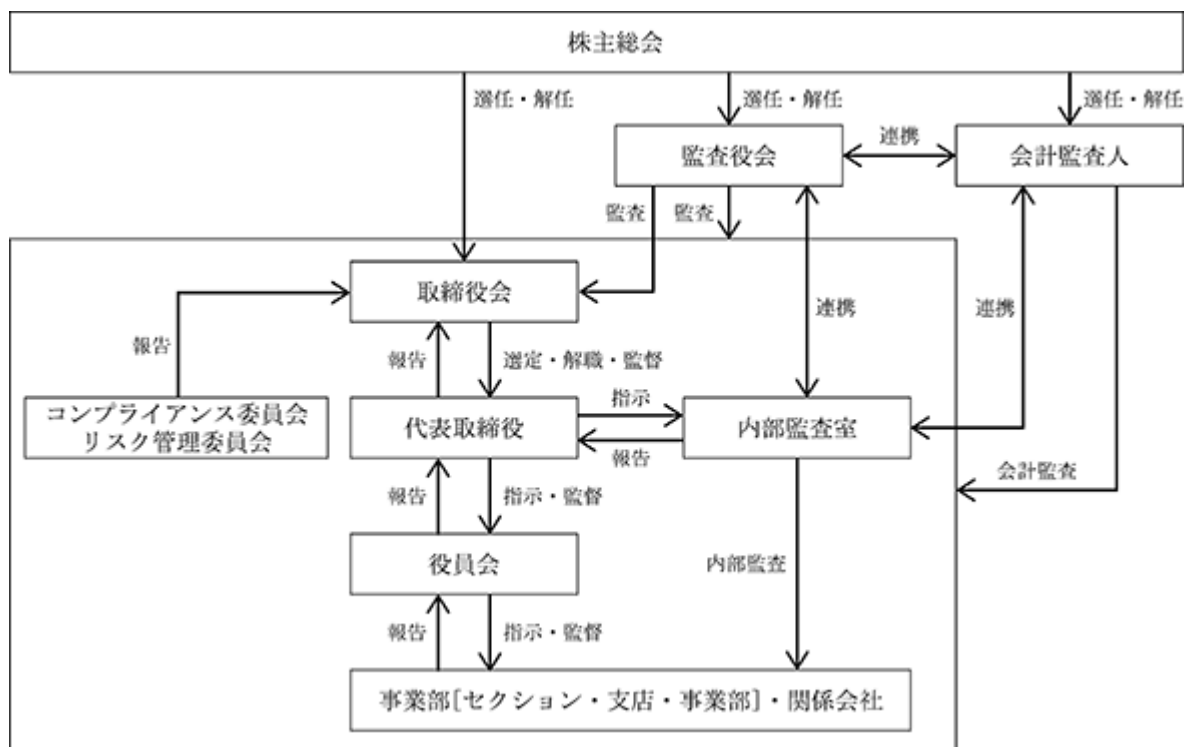 株主総会
選任・解任
選任・解任
選任・解任
監査役会
連携
会計監査人
監査
監査
取締役会
連携
連携
報告
報告
選定・解職・監督
コンプライアンス委員会
リスク管理委員会
代表取締役
指示
報告
内部監査室
会計監査
報告
指示・監督
役員会
内部監査
報告
指示・監督
事業部[セクション・支店・事業部]・関係会社